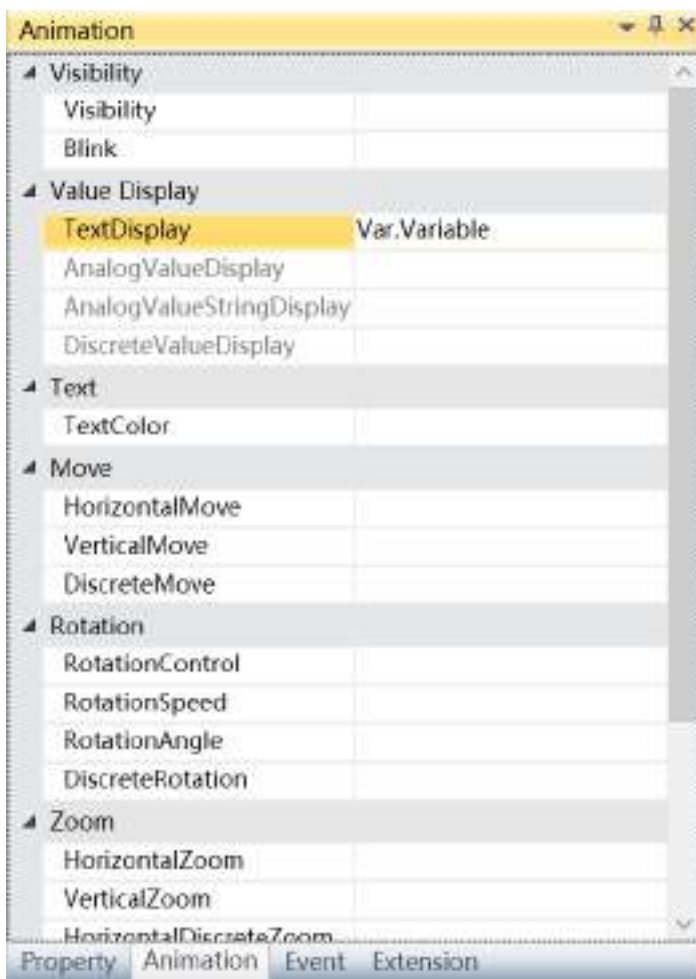 Animation
Visibility
Visibility
Blink
Value Display
TextDisplay Var.Variable
AnalogValueDisplay
AnalogValueStringDisplay
DiscreteValueDisplay
Text
TextColor
Move
HorizontalMove
VerticalMove
DiscreteMove
Rotation
RotationControl
RotationSpeed
RotationAngle
DiscreteRotation
Zoom
HorizontalZoom
VerticalZoom
HorizontalDiscreteZoom
Property Animation Event Extension